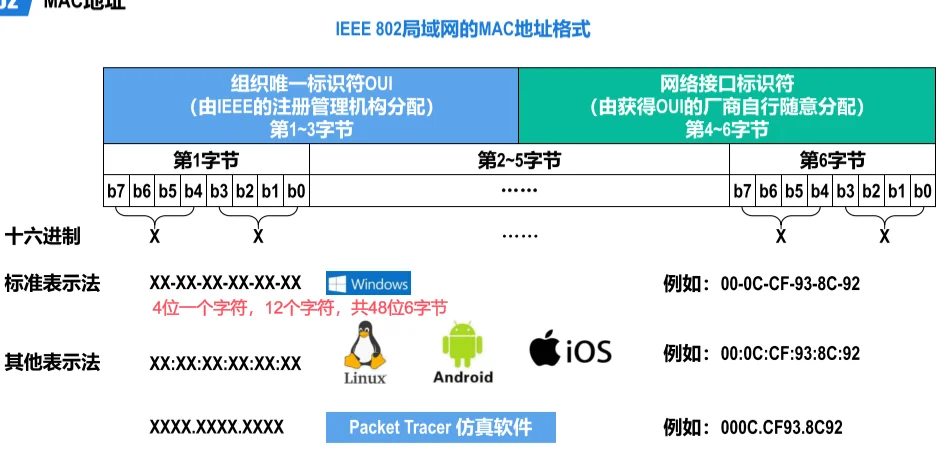 02 MAC地址
IEEE 802局域网的MAC地址格式
组织唯一标识符OUI
（由IEEE的注册管理机构分配）
第1~3字节
网络接口标识符
（由获得OUI的厂商自行随意分配）
第4~6字节
第1字节 第2~5字节 第6字节
b7 b6 b5 b4 b3 b2 b1 b0 …… b7 b6 b5 b4 b3 b2 b1 b0
十六进制 X X …… X X
标准表示法 XX-XX-XX-XX-XX-XX Windows 例如：00-0C-CF-93-8C-92
4位一个字符，12个字符，共48位6字节
其他表示法 XX:XX:XX:XX:XX:XX Linux Android iOS 例如：00:0C:CF:93:8C:92
XXXX.XXXX.XXXX Packet Tracer 仿真软件 例如：000C.CF93.8C92